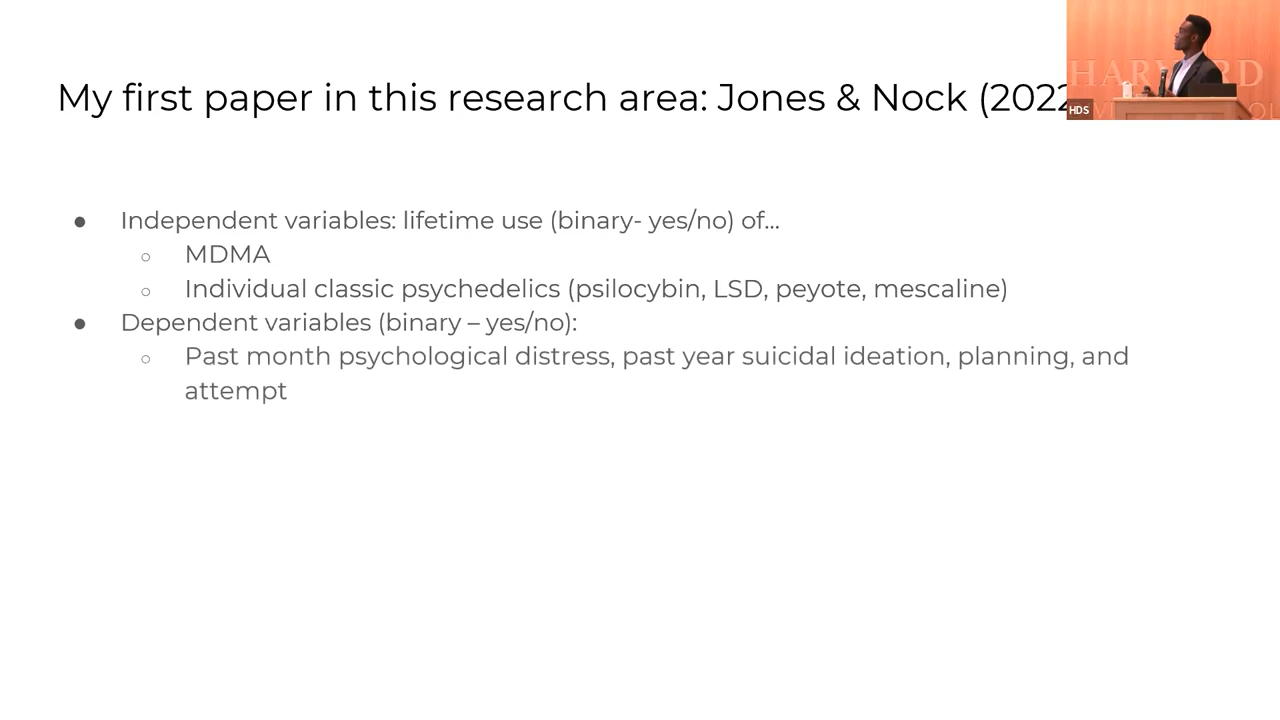 My first paper in this research area: Jones & Nock (2022
● Independent variables: lifetime use (binary- yes/no) of...
○ MDMA
○ Individual classic psychedelics (psilocybin, LSD, peyote, mescaline)
● Dependent variables (binary – yes/no):
○ Past month psychological distress, past year suicidal ideation, planning, and
attempt
HARVARD
HDS